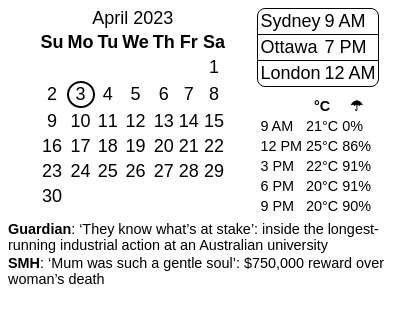 April 2023
Su Mo Tu We Th Fr Sa
1
2 3 4 5 6 7 8
9 10 11 12 13 14 15
16 17 18 19 20 21 22
23 24 25 26 27 28 29
30
Sydney 9 AM
Ottawa 7 PM
London 12 AM
°C ☂
9 AM 21°C 0%
12 PM 25°C 86%
3 PM 22°C 91%
6 PM 20°C 91%
9 PM 20°C 90%
Guardian: ‘They know what’s at stake’: inside the longest-
running industrial action at an Australian university
SMH: ‘Mum was such a gentle soul’: $750,000 reward over
woman’s death